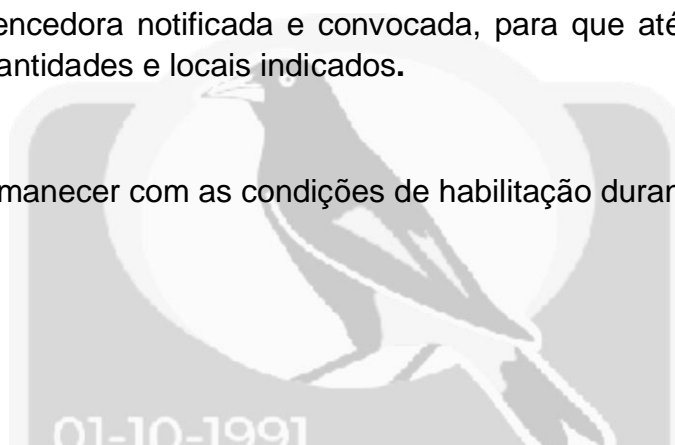 encedora notificada e convocada, para que até
antidades e locais indicados.
manecer com as condições de habilitação duran
01-10-1991